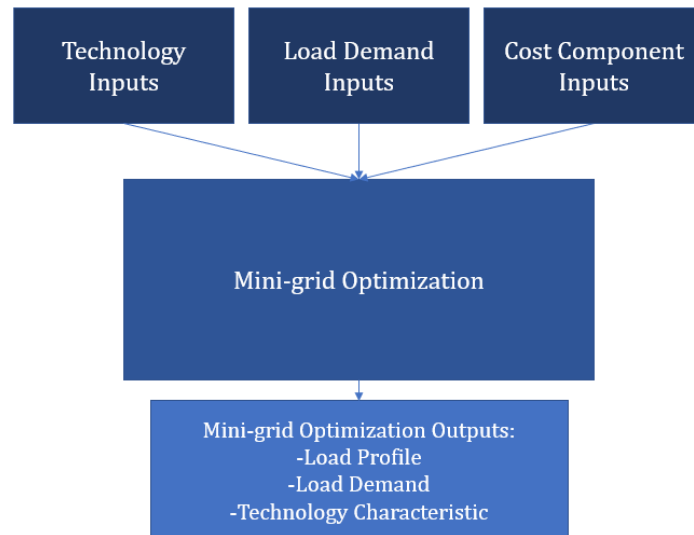 Technology
Inputs
Load Demand
Inputs
Cost Component
Inputs
Mini-grid Optimization
Mini-grid Optimization Outputs:
-Load Profile
-Load Demand
-Technology Characteristic